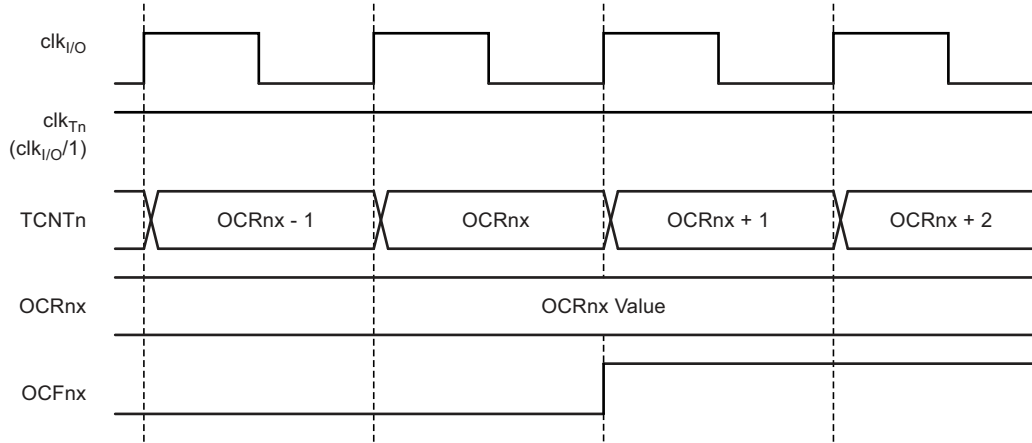 clkI/O
clkTn
(clkI/O/1)
TCNTn OCRnx - 1 OCRnx OCRnx + 1 OCRnx + 2
OCRnx OCRnx Value
OCFnx